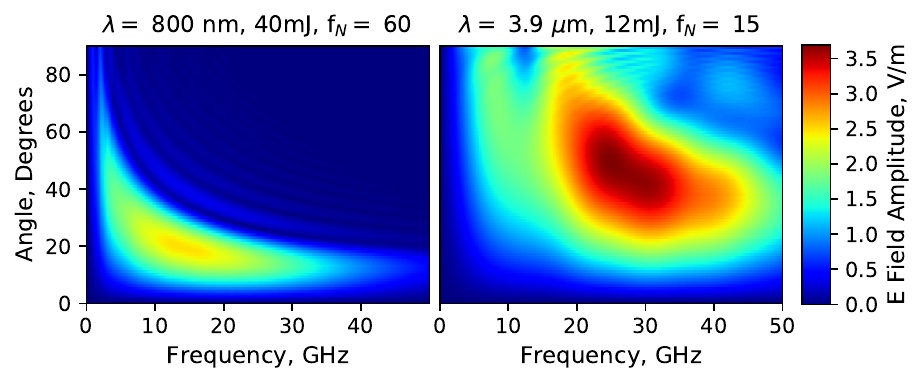 λ = 800 nm, 40mJ, f_N = 60
λ = 3.9 μm, 12mJ, f_N = 15
Angle, Degrees
80
60
40
20
0
0 10 20 30 40
Frequency, GHz
0 10 20 30 40 50
Frequency, GHz
3.5
3.0
2.5
2.0
1.5
1.0
0.5
0.0
E Field Amplitude, V/m